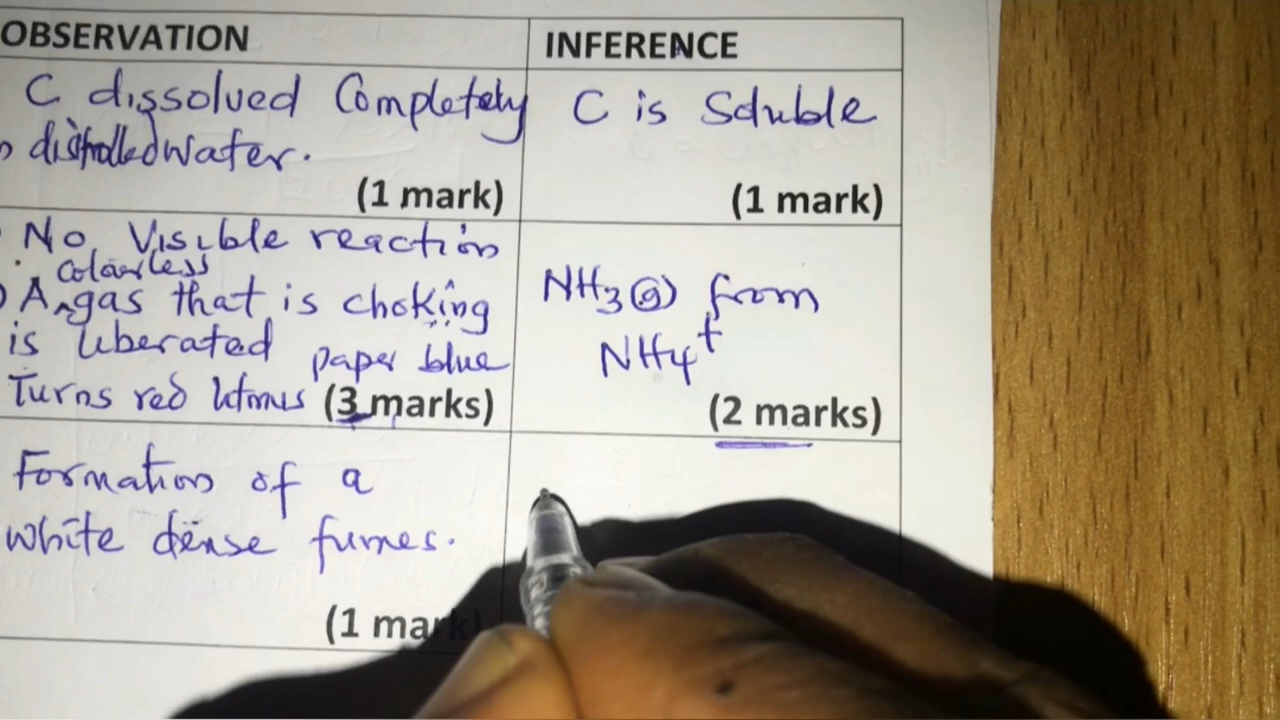 OBSERVATION
INFERENCE
C dissolved Completely
distilled water.
(1 mark)
C is Soluble
(1 mark)
No Visible reaction
colourless
A gas that is choking
is liberated
paper blue
Turns red litmus (3 marks)
NH3(g) from
NH4+
(2 marks)
Formation of a
white dense fumes.
(1 mark)